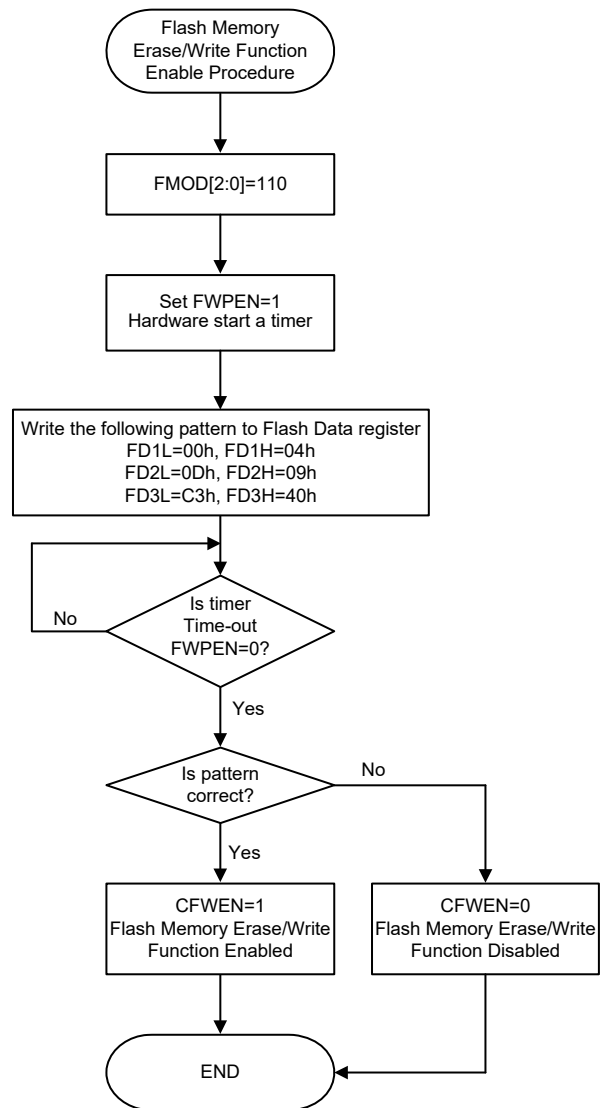 Flash Memory
Erase/Write Function
Enable Procedure
FMOD[2:0]=110
Set FWPEN=1
Hardware start a timer
Write the following pattern to Flash Data register
FD1L=00h, FD1H=04h
FD2L=0Dh, FD2H=09h
FD3L=C3h, FD3H=40h
Is timer
Time-out
FWPEN=0?
No
Yes
Is pattern
correct?
No
Yes
CFWEN=1
Flash Memory Erase/Write
Function Enabled
CFWEN=0
Flash Memory Erase/Write
Function Disabled
END